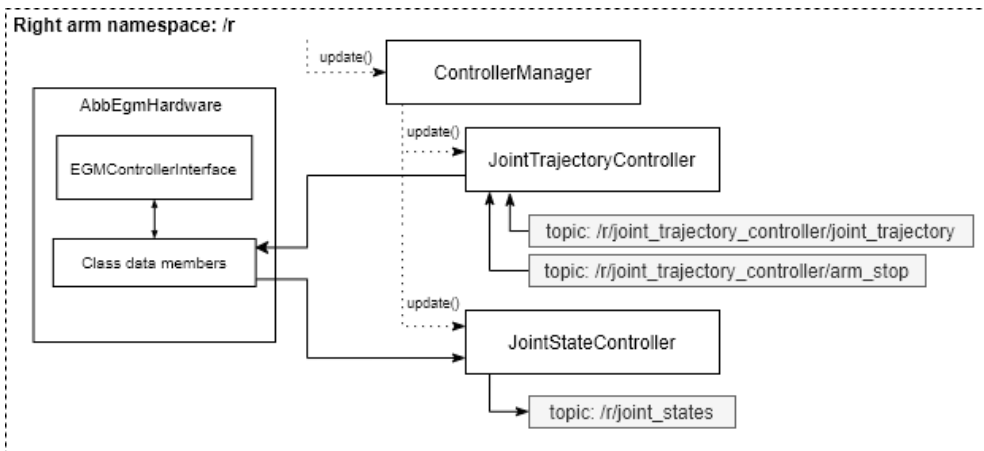 Right arm namespace: /r
update()
ControllerManager
AbbEgmHardware
EGMControllerInterface
Class data members
update()
JointTrajectoryController
topic: /r/joint_trajectory_controller/joint_trajectory
topic: /r/joint_trajectory_controller/arm_stop
update()
JointStateController
topic: /r/joint_states